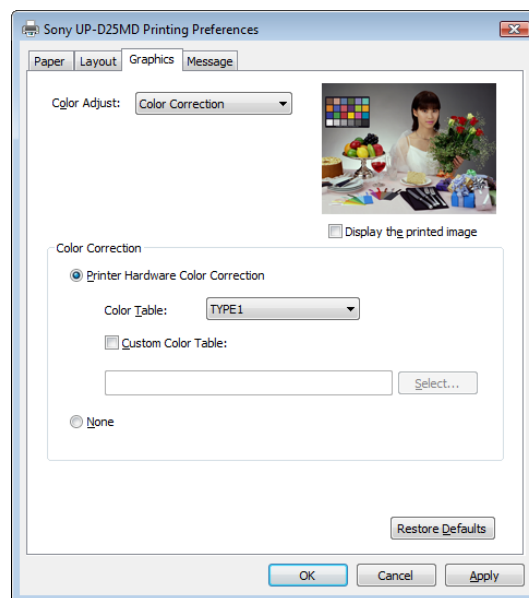 Sony UP-D25MD Printing Preferences
Paper Layout Graphics Message
Color Adjust: Color Correction
Display the printed image
Color Correction
Printer Hardware Color Correction
Color Table: TYPE1
Custom Color Table:
Select...
None
Restore Defaults
OK Cancel Apply